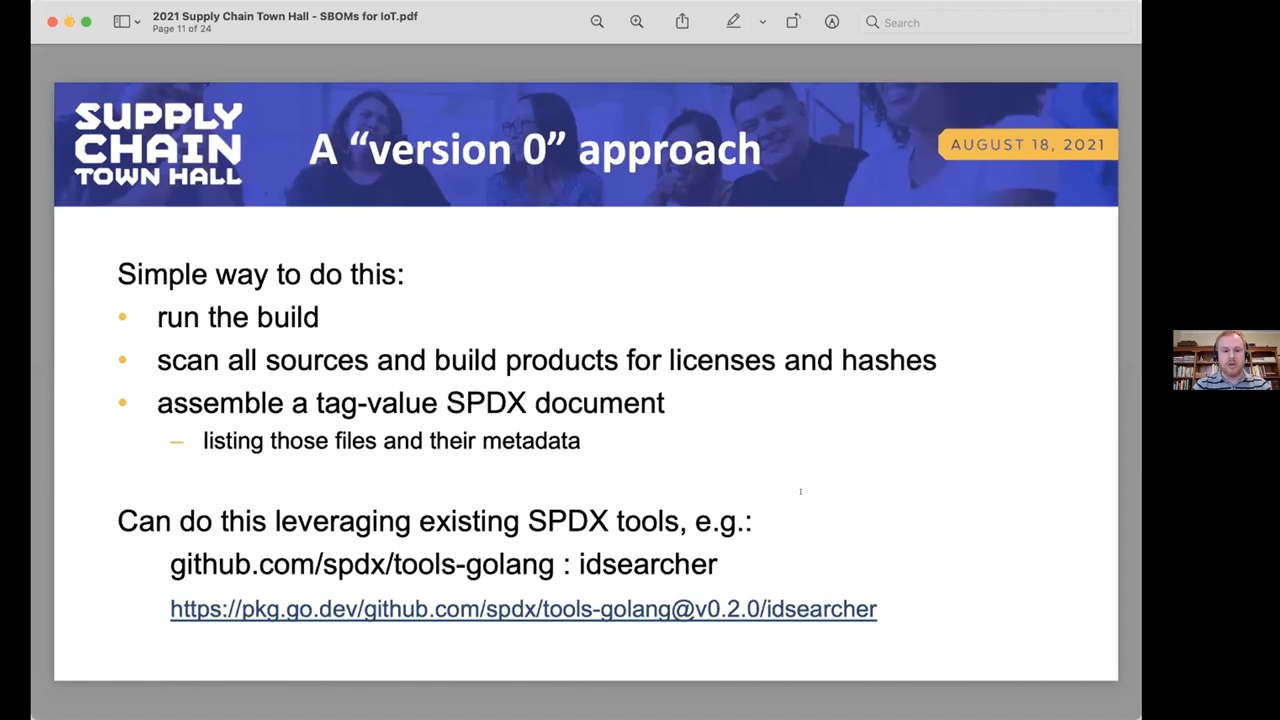 2021 Supply Chain Town Hall - SBOMs for IoT.pdf
Page 11 of 24
Search
SUPPLY
CHAIN
TOWN HALL
A “version 0” approach
AUGUST 18, 2021
Simple way to do this:
• run the build
• scan all sources and build products for licenses and hashes
• assemble a tag-value SPDX document
– listing those files and their metadata
Can do this leveraging existing SPDX tools, e.g.:
github.com/spdx/tools-golang : idsearcher
https://pkg.go.dev/github.com/spdx/tools-golang@v0.2.0/idsearcher